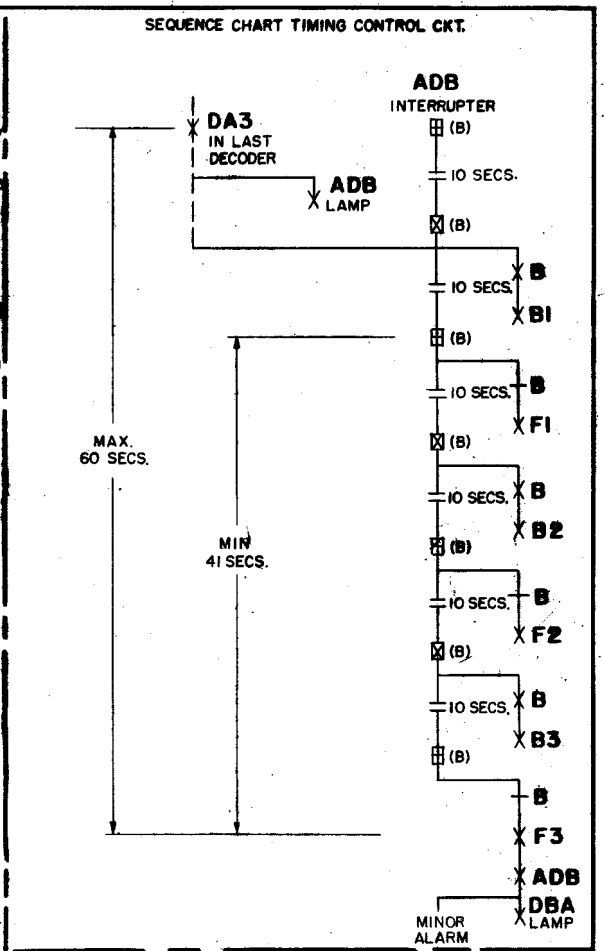 SEQUENCE CHART TIMING CONTROL CKT.
ADB
INTERRUPTER
(B)
DA3
IN LAST
DECODER
10 SECS.
ADB
LAMP
(B)
B
10 SECS.
B1
(B)
B
10 SECS.
F1
(B)
MAX.
60 SECS.
B
10 SECS.
B2
(B)
MIN
41 SECS.
B
10 SECS.
F2
(B)
B
10 SECS.
B3
(B)
B
F3
ADB
DBA
LAMP
MINOR
ALARM